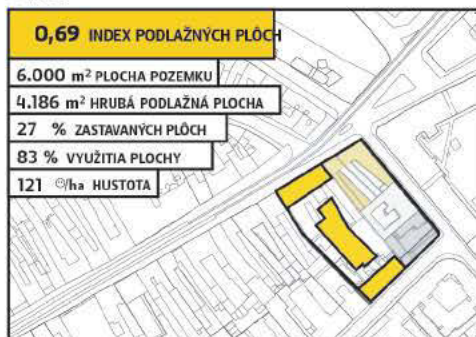 0,69 INDEX PODLAŽNÝCH PLÔCH
6.000 m² PLOCHA POZEMKU
4.186 m² HRUBÁ PODLAŽNÁ PLOCHA
27 % ZASTAVANÝCH PLÔCH
83 % VYUŽITIA PLOCHY
121 ☺/ha HUSTOTA